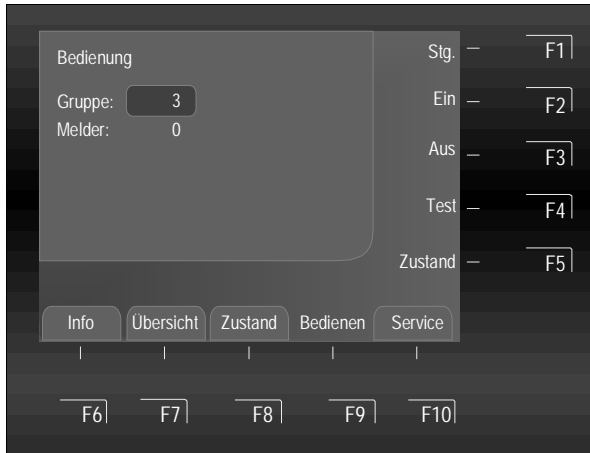 Bedienung
Gruppe: 3
Melder: 0
Stg. – F1
Ein – F2
Aus – F3
Test – F4
Zustand – F5
Info Übersicht Zustand Bedienen Service
F6 F7 F8 F9 F10